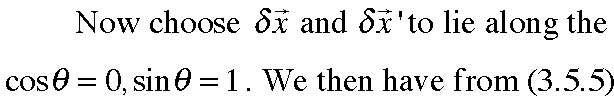 Now choose δx⃗ and δx⃗' to lie along the
cosθ = 0, sinθ = 1. We then have from (3.5.5)